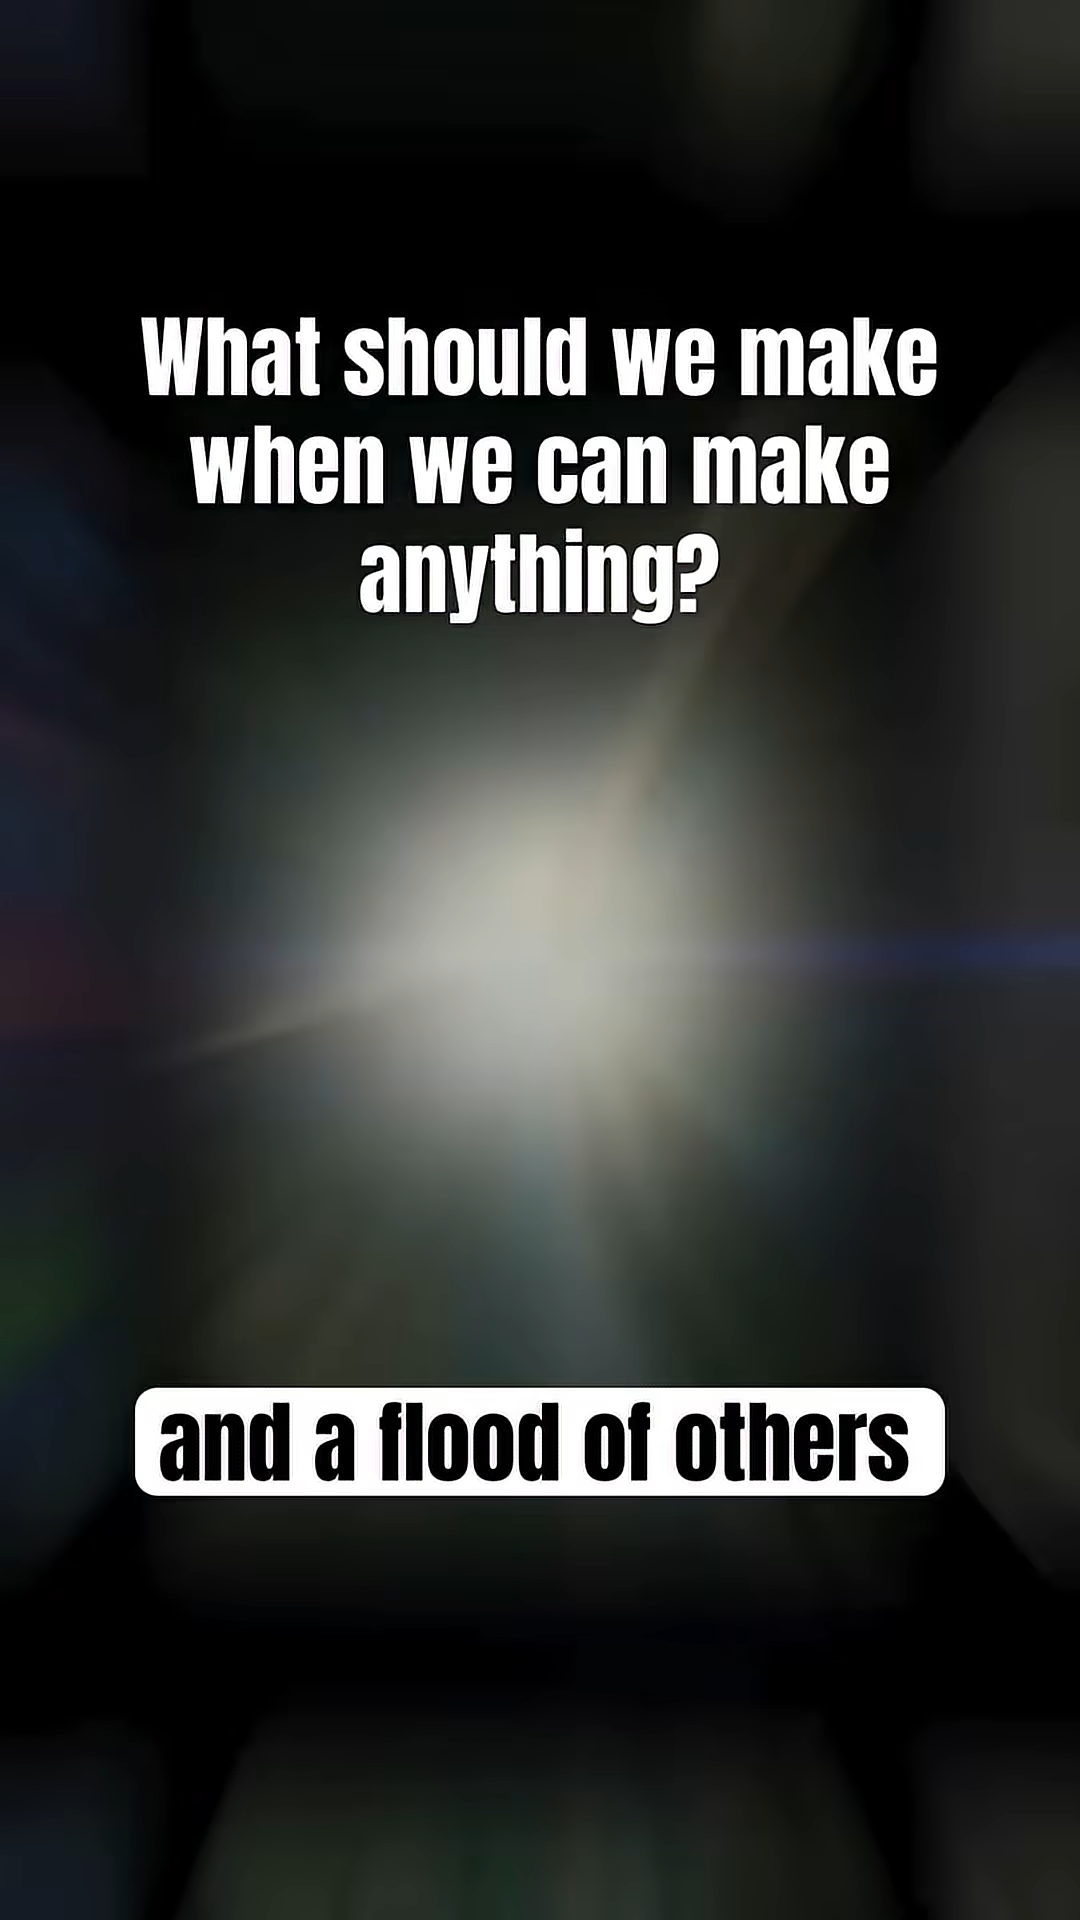 What should we make
when we can make
anything?
and a flood of others